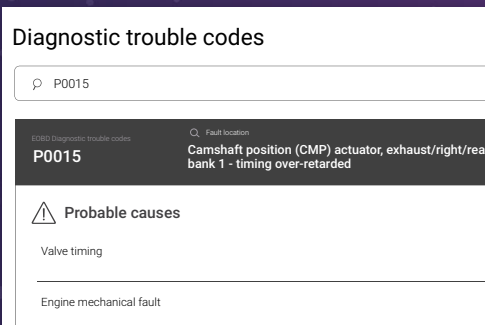 Diagnostic trouble codes
P0015
EOBD Diagnostic trouble codes
P0015
Fault location
Camshaft position (CMP) actuator, exhaust/right/rea
bank 1 - timing over-retarded
Probable causes
Valve timing
Engine mechanical fault